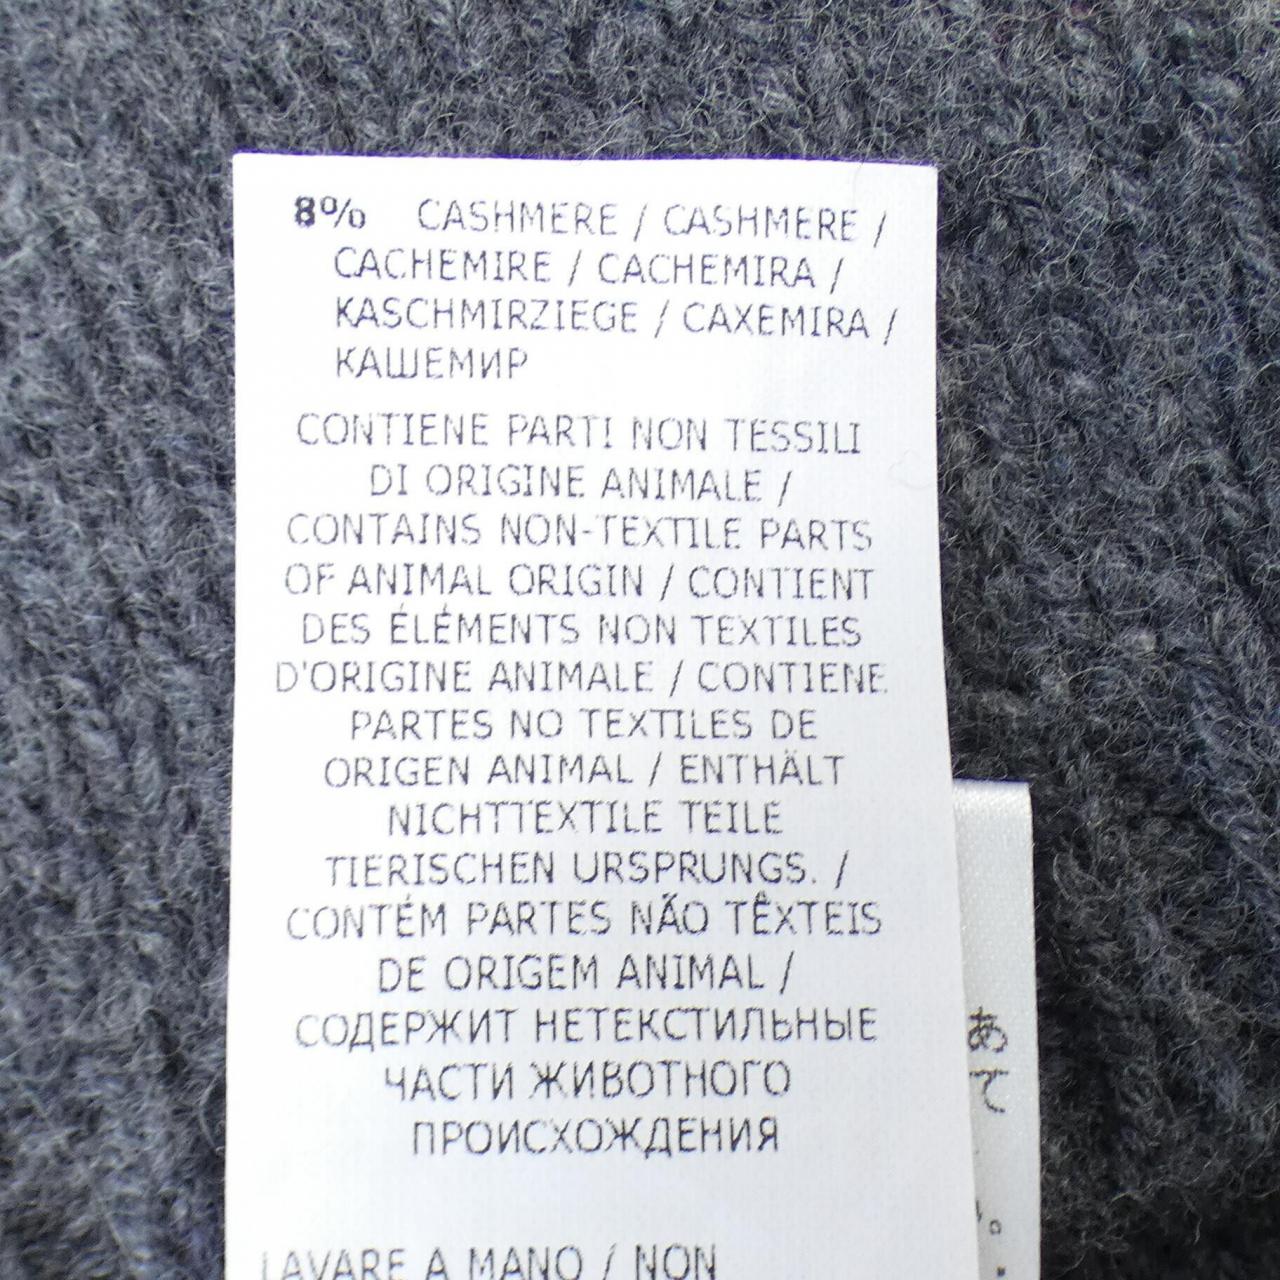 8% CASHMERE / CASHMERE /
CACHEMIRE / CACHEMIRA /
KASCHMIRZIEGE / CAXEMIRA /
КАШЕМИР
CONTIENE PARTI NON TESSILI
DI ORIGINE ANIMALE /
CONTAINS NON-TEXTILE PARTS
OF ANIMAL ORIGIN / CONTIENT
DES ÉLÉMENTS NON TEXTILES
D'ORIGINE ANIMALE / CONTIENE
PARTES NO TEXTILES DE
ORIGEN ANIMAL / ENTHÄLT
NICHTTEXTILE TEILE
TIERISCHEN URSPRUNGS. /
CONTÉM PARTES NÃO TÊXTEIS
DE ORIGEM ANIMAL /
СОДЕРЖИТ НЕТЕКСТИЛЬНЫЕ
ЧАСТИ ЖИВОТНОГО
ПРОИСХОЖДЕНИЯ
LAVARE A MANO / NON